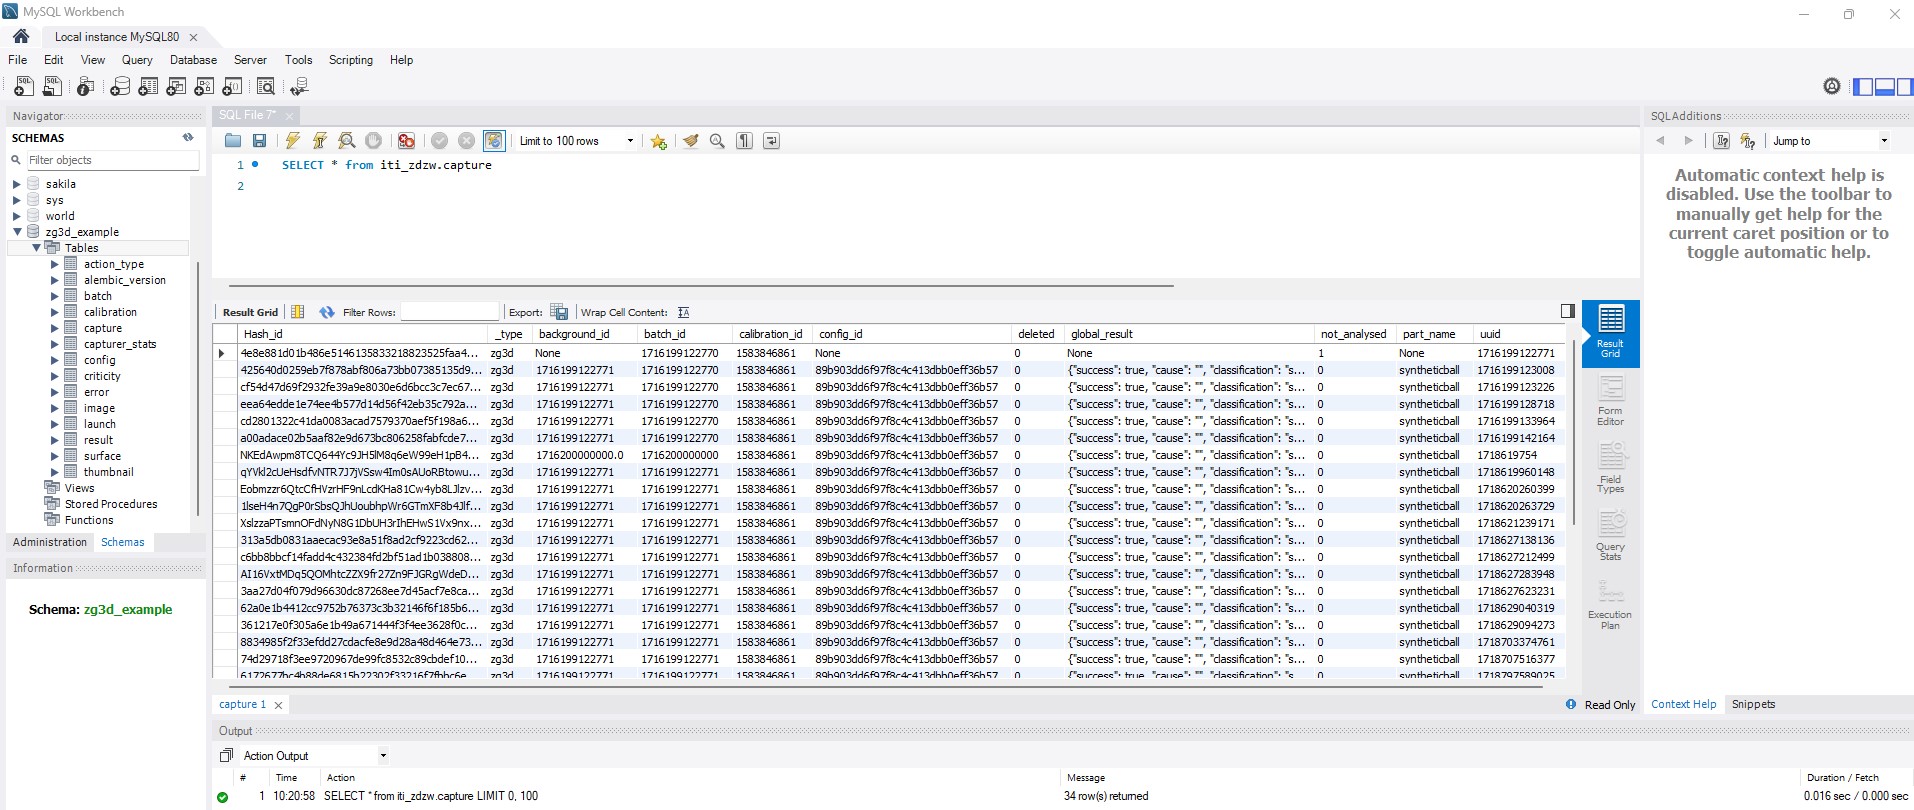 MySQL Workbench
Local instance MySQL80
File Edit View Query Database Server Tools Scripting Help
Navigator
SCHEMAS
Filter objects
sakila
sys
world
zg3d_example
Tables
action_type
alembic_version
batch
calibration
capture
capturer_stats
config
criticity
error
image
launch
result
surface
thumbnail
Views
Stored Procedures
Functions
Administration Schemas
Information
Schema: zg3d_example
SQL File 7*
Limit to 100 rows
1 SELECT * from iti_zdzw.capture
2
Result Grid Filter Rows: Export: Wrap Cell Content:
Hash_id _type background_id batch_id calibration_id config_id deleted global_result not_analysed part_name uuid
4e8e881d01b486e5146135833218823525faa4... zg3d None 1716199122770 1583846861 None 0 None 1 None 1716199122771
425640d0259eb7f878abf806a73bb07385135d9... zg3d 1716199122771 1716199122770 1583846861 89b903dd6f97f8c4c413dbb0eff36b57 0 {"success": true, "cause": "", "classification": "s... 0 syntheticball 1716199123008
cf54d47d69f2932fe39a9e8030e6d6bcc3c7ec67... zg3d 1716199122771 1716199122770 1583846861 89b903dd6f97f8c4c413dbb0eff36b57 0 {"success": true, "cause": "", "classification": "s... 0 syntheticball 1716199123226
eea64edde1e74ee4b577d14d56f42eb35c792a... zg3d 1716199122771 1716199122770 1583846861 89b903dd6f97f8c4c413dbb0eff36b57 0 {"success": true, "cause": "", "classification": "s... 0 syntheticball 1716199128718
cd2801322c41da0083acad7579370aef5f198a6... zg3d 1716199122771 1716199122770 1583846861 89b903dd6f97f8c4c413dbb0eff36b57 0 {"success": true, "cause": "", "classification": "s... 0 syntheticball 1716199133964
a00adace02b5aaf82e9d673bc806258fabfcde7... zg3d 1716199122771 1716199122770 1583846861 89b903dd6f97f8c4c413dbb0eff36b57 0 {"success": true, "cause": "", "classification": "s... 0 syntheticball 1716199142164
NKEdAwpm8TCQ644Yc9JH5lM8q6eW99eH1pB4... zg3d 1716200000000.0 1716200000000 1583846861 89b903dd6f97f8c4c413dbb0eff36b57 0 {"success": true, "cause": "", "classification": "s... 0 syntheticball 1718619754
qYVkl2cUeHsdfvNTR7J7jVSsw4Im0sAUoRBtowu... zg3d 1716199122771 1716199122771 1583846861 89b903dd6f97f8c4c413dbb0eff36b57 0 {"success": true, "cause": "", "classification": "s... 0 syntheticball 1718619960148
Eobmzzr6QtcCfHVzrHF9nLcdKHa81Cw4yb8LJlzv... zg3d 1716199122771 1716199122771 1583846861 89b903dd6f97f8c4c413dbb0eff36b57 0 {"success": true, "cause": "", "classification": "s... 0 syntheticball 1718620260399
1lseH4n7QgP0rSbsQJhUoubhpWr6GTmXF8b4Jlf... zg3d 1716199122771 1716199122771 1583846861 89b903dd6f97f8c4c413dbb0eff36b57 0 {"success": true, "cause": "", "classification": "s... 0 syntheticball 1718620263729
XslzzaPTsmnOFdNyN8G1DbUH3rIhEHwS1Vx9nx... zg3d 1716199122771 1716199122771 1583846861 89b903dd6f97f8c4c413dbb0eff36b57 0 {"success": true, "cause": "", "classification": "s... 0 syntheticball 1718621239171
313a5db0831aaecac93e8a51f8ad2cf9223cd62... zg3d 1716199122771 1716199122771 1583846861 89b903dd6f97f8c4c413dbb0eff36b57 0 {"success": true, "cause": "", "classification": "s... 0 syntheticball 1718627138136
c6bb8bbcf14fadd4c432384fd2bf51ad1b038808... zg3d 1716199122771 1716199122771 1583846861 89b903dd6f97f8c4c413dbb0eff36b57 0 {"success": true, "cause": "", "classification": "s... 0 syntheticball 1718627212499
AI16VxtMDq5QOMhtcZZX9fr27Zn9FJGRgWdeD... zg3d 1716199122771 1716199122771 1583846861 89b903dd6f97f8c4c413dbb0eff36b57 0 {"success": true, "cause": "", "classification": "s... 0 syntheticball 1718627283948
3aa27d04f079d96630dc87268ee7d45acf7e8ca... zg3d 1716199122771 1716199122771 1583846861 89b903dd6f97f8c4c413dbb0eff36b57 0 {"success": true, "cause": "", "classification": "s... 0 syntheticball 1718627623231
62a0e1b4412cc9752b76373c3b32146f6f185b6... zg3d 1716199122771 1716199122771 1583846861 89b903dd6f97f8c4c413dbb0eff36b57 0 {"success": true, "cause": "", "classification": "s... 0 syntheticball 1718629040319
361217e0f305a6e1b49a671444f3f4ee3628f0c... zg3d 1716199122771 1716199122771 1583846861 89b903dd6f97f8c4c413dbb0eff36b57 0 {"success": true, "cause": "", "classification": "s... 0 syntheticball 1718629094273
8834985f2f33efdd27cdacfe8e9d28a48d464e73... zg3d 1716199122771 1716199122771 1583846861 89b903dd6f97f8c4c413dbb0eff36b57 0 {"success": true, "cause": "", "classification": "s... 0 syntheticball 1718703374761
74d29718f3ee9720967de99fc8532c89cbdef10... zg3d 1716199122771 1716199122771 1583846861 89b903dd6f97f8c4c413dbb0eff36b57 0 {"success": true, "cause": "", "classification": "s... 0 syntheticball 1718707516377
6172677bc4b88de6815b22302f33216f7fbbc6e... zg3d 1716199122771 1716199122771 1583846861 89b903dd6f97f8c4c413dbb0eff36b57 0 {"success": true, "cause": "", "classification": "s... 0 syntheticball 1718797589025
Result
Grid
Form
Editor
Field
Types
Query
Stats
Execution
Plan
capture 1
Read Only
Output
Action Output
# Time Action Message Duration / Fetch
1 10:20:58 SELECT * from iti_zdzw.capture LIMIT 0, 100 34 row(s) returned 0.016 sec / 0.000 sec
SQLAdditions
Jump to
Automatic context help is
disabled. Use the toolbar to
manually get help for the
current caret position or to
toggle automatic help.
Context Help Snippets